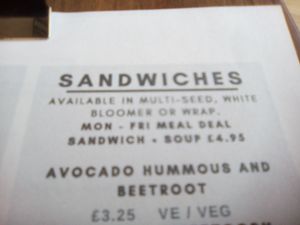 SANDWICHES
AVAILABLE IN MULTI-SEED, WHITE
BLOOMER OR WRAP.
MON - FRI MEAL DEAL
SANDWICH + SOUP £4.95
AVOCADO HUMMOUS AND
BEETROOT
£3.25 VE / VEG